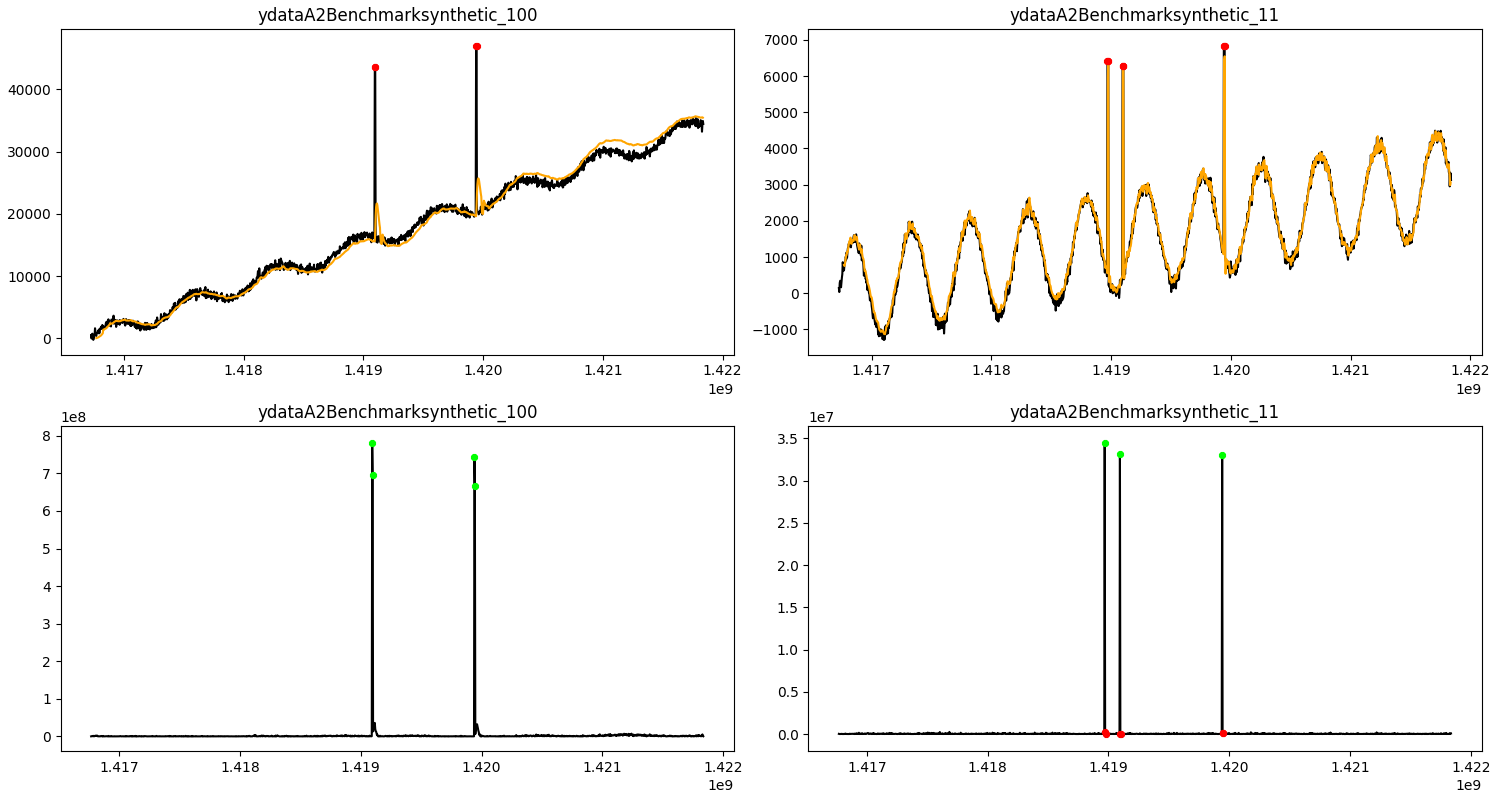 ydataA2Benchmarksynthetic_100
40000
30000
20000
10000
0
1.417 1.418 1.419 1.420 1.421 1.422
1e9
ydataA2Benchmarksynthetic_11
7000
6000
5000
4000
3000
2000
1000
0
−1000
1.417 1.418 1.419 1.420 1.421 1.422
1e9
ydataA2Benchmarksynthetic_100
1e8
8
7
6
5
4
3
2
1
0
1.417 1.418 1.419 1.420 1.421 1.422
1e9
ydataA2Benchmarksynthetic_11
1e7
3.5
3.0
2.5
2.0
1.5
1.0
0.5
0.0
1.417 1.418 1.419 1.420 1.421 1.422
1e9